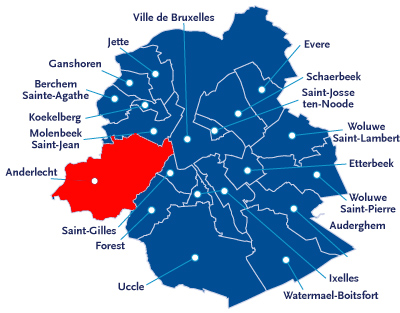 Ville de Bruxelles
Jette
Evere
Ganshoren
Schaerbeek
Berchem
Sainte-Agathe
Saint-Josse
ten-Noode
Koekelberg
Molenbeek
Saint-Jean
Woluwe
Saint-Lambert
Etterbeek
Anderlecht
Woluwe
Saint-Pierre
Auderghem
Saint-Gilles
Forest
Ixelles
Uccle
Watermael-Boitsfort